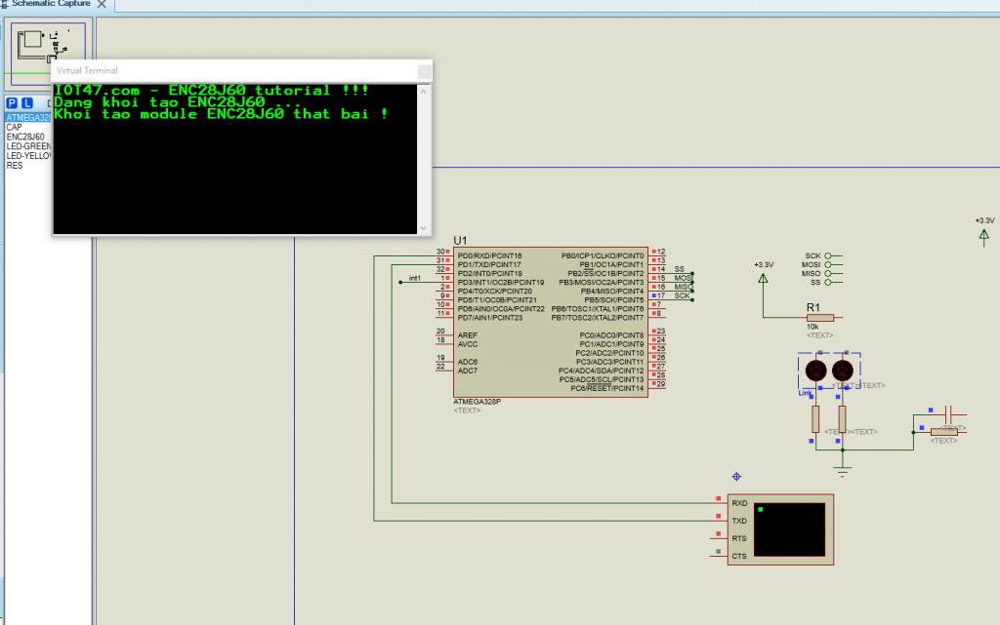 Schematic Capture
Virtual Terminal
IOT47.com - ENC28J60 tutorial !!!
Dang khoi tao ENC28J60 ...
Khoi tao module ENC28J60 that bai !
P L D
ATMEGA328
CAP
ENC28J60
LED-GREEN
LED-YELLOW
RES
U1
30 PD0/RXD/PCINT16
31 PD1/TXD/PCINT17
32 PD2/INT0/PCINT18
int1 1 PD3/INT1/OC2B/PCINT19
2 PD4/T0/XCK/PCINT20
9 PD5/T1/OC0B/PCINT21
10 PD6/AIN0/OC0A/PCINT22
11 PD7/AIN1/PCINT23
20 AREF
18 AVCC
19 ADC6
22 ADC7
PB0/ICP1/CLKO/PCINT0 12
PB1/OC1A/PCINT1 13
PB2/SS/OC1B/PCINT2 14 SS
PB3/MOSI/OC2A/PCINT3 15 MOSI
PB4/MISO/PCINT4 16 MISO
PB5/SCK/PCINT5 17 SCK
PB6/TOSC1/XTAL1/PCINT6 7
PB7/TOSC2/XTAL2/PCINT7 8
PC0/ADC0/PCINT8 23
PC1/ADC1/PCINT9 24
PC2/ADC2/PCINT10 25
PC3/ADC3/PCINT11 26
PC4/ADC4/SDA/PCINT12 27
PC5/ADC5/SCL/PCINT13 28
PC6/RESET/PCINT14 29
ATMEGA328P
<TEXT>
+3.3V
+3.3V
SCK
MOSI
MISO
SS
R1
10k
<TEXT>
<TEXT><TEXT>
Link
<TEXT><TEXT>
<TEXT>
<TEXT>
RXD
TXD
RTS
CTS